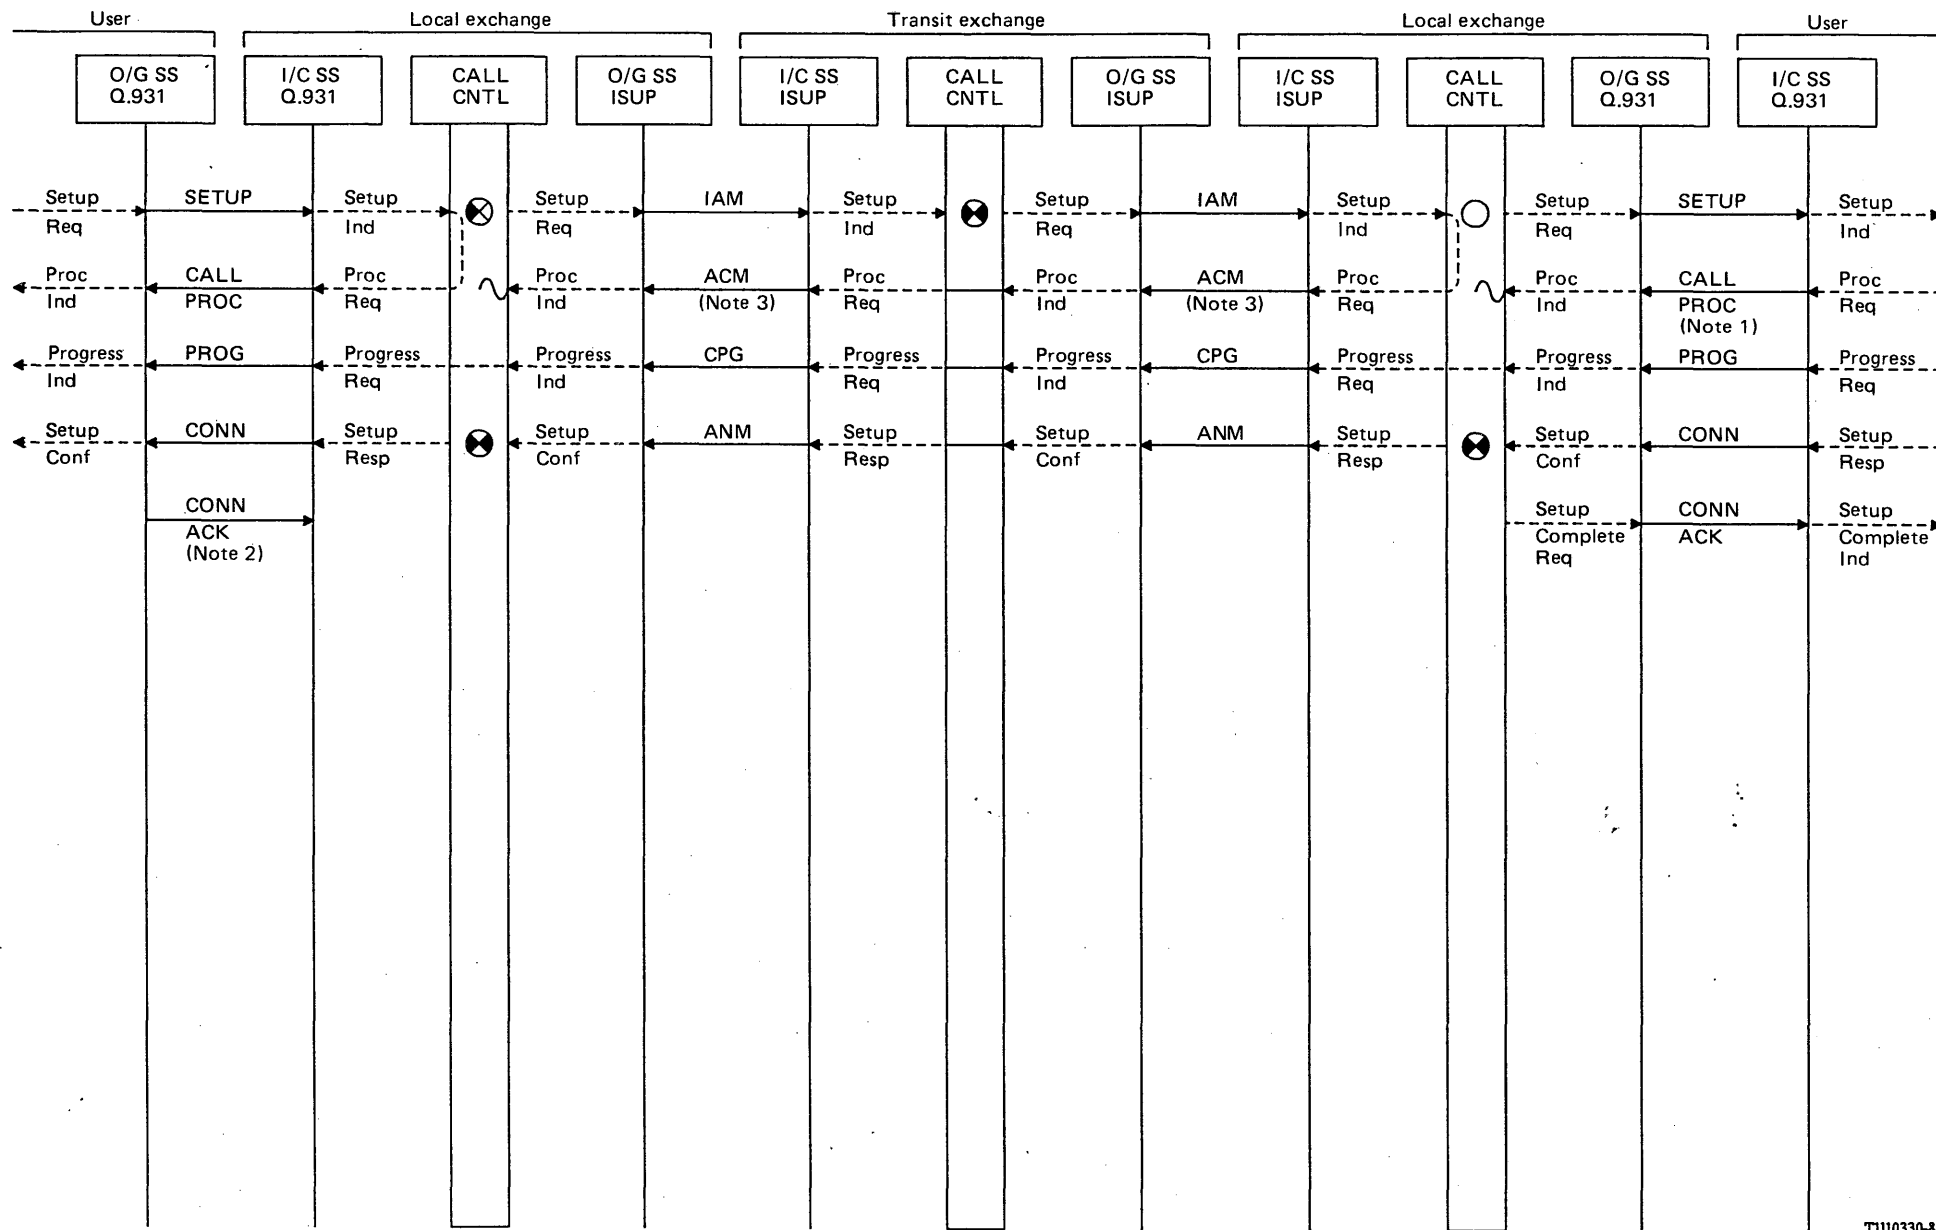 User Local exchange Transit exchange Local exchange User
O/G SS I/C SS CALL O/G SS I/C SS CALL O/G SS I/C SS CALL O/G SS I/C SS
Q.931 Q.931 CNTL ISUP ISUP CNTL ISUP ISUP CNTL Q.931 Q.931
Setup SETUP Setup Setup IAM Setup Setup IAM Setup Setup SETUP Setup
Req Ind Req Ind Req Ind Req Ind
Proc CALL Proc Proc ACM Proc Proc ACM Proc Proc CALL Proc
Ind PROC Req Ind (Note 3) Req Ind (Note 3) Req Ind PROC Req
(Note 1)
Progress PROG Progress Progress CPG Progress Progress CPG Progress Progress PROG Progress
Ind Req Ind Req Ind Req Ind Req
Setup CONN Setup Setup ANM Setup Setup ANM Setup Setup CONN Setup
Conf Resp Conf Resp Conf Resp Conf Resp
CONN Setup CONN Setup
ACK Complete ACK Complete
(Note 2) Req Ind